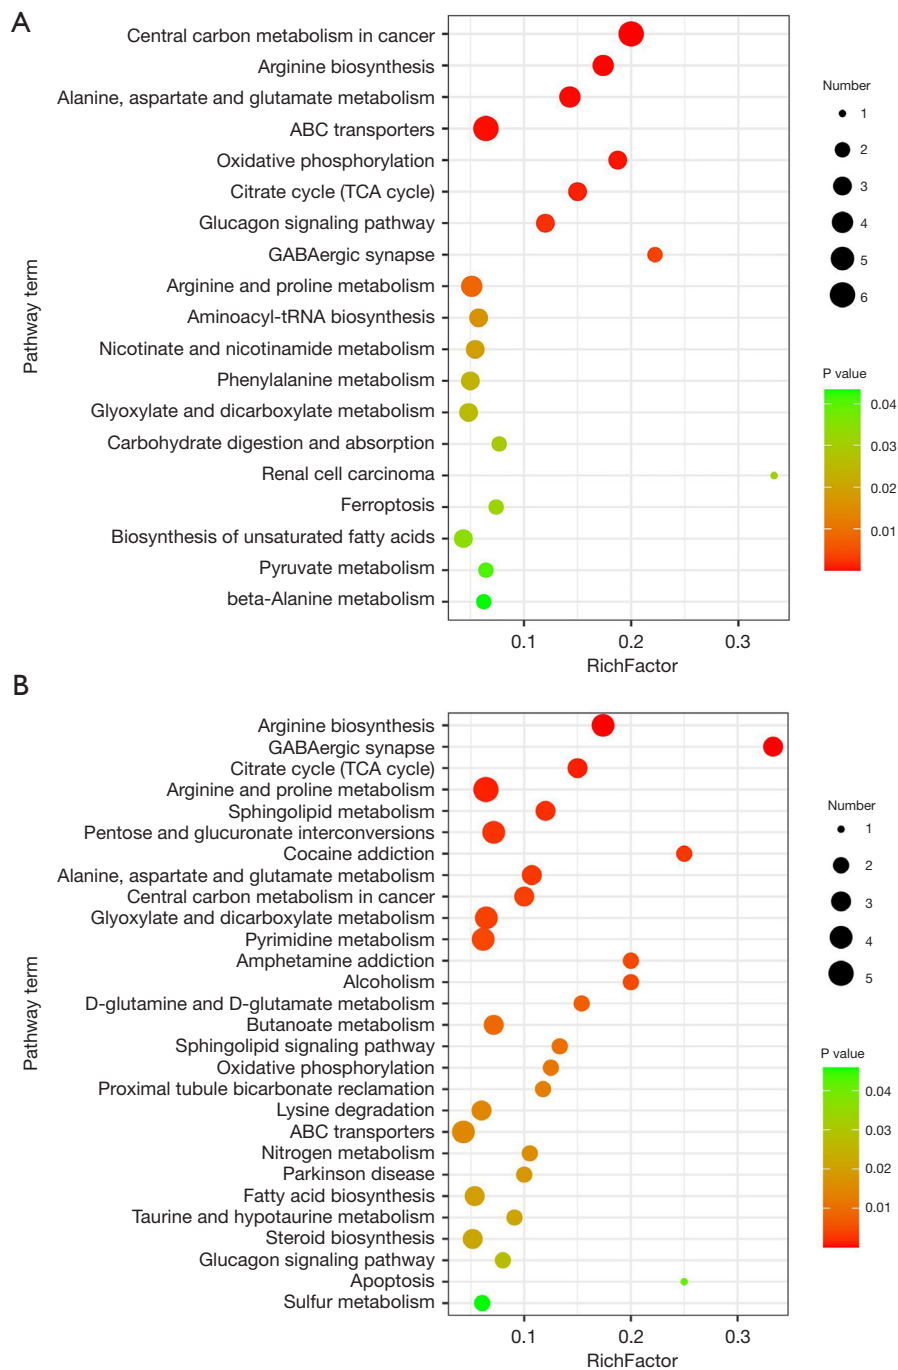 A
Central carbon metabolism in cancer
Arginine biosynthesis
Alanine, aspartate and glutamate metabolism
ABC transporters
Oxidative phosphorylation
Citrate cycle (TCA cycle)
Glucagon signaling pathway
GABAergic synapse
Arginine and proline metabolism
Aminoacyl-tRNA biosynthesis
Nicotinate and nicotinamide metabolism
Phenylalanine metabolism
Glyoxylate and dicarboxylate metabolism
Carbohydrate digestion and absorption
Renal cell carcinoma
Ferroptosis
Biosynthesis of unsaturated fatty acids
Pyruvate metabolism
beta-Alanine metabolism
Pathway term
0.1 0.2 0.3
RichFactor
Number
1
2
3
4
5
6
P value
0.04
0.03
0.02
0.01
B
Arginine biosynthesis
GABAergic synapse
Citrate cycle (TCA cycle)
Arginine and proline metabolism
Sphingolipid metabolism
Pentose and glucuronate interconversions
Cocaine addiction
Alanine, aspartate and glutamate metabolism
Central carbon metabolism in cancer
Glyoxylate and dicarboxylate metabolism
Pyrimidine metabolism
Amphetamine addiction
Alcoholism
D-glutamine and D-glutamate metabolism
Butanoate metabolism
Sphingolipid signaling pathway
Oxidative phosphorylation
Proximal tubule bicarbonate reclamation
Lysine degradation
ABC transporters
Nitrogen metabolism
Parkinson disease
Fatty acid biosynthesis
Taurine and hypotaurine metabolism
Steroid biosynthesis
Glucagon signaling pathway
Apoptosis
Sulfur metabolism
Pathway term
0.1 0.2 0.3
RichFactor
Number
1
2
3
4
5
P value
0.04
0.03
0.02
0.01